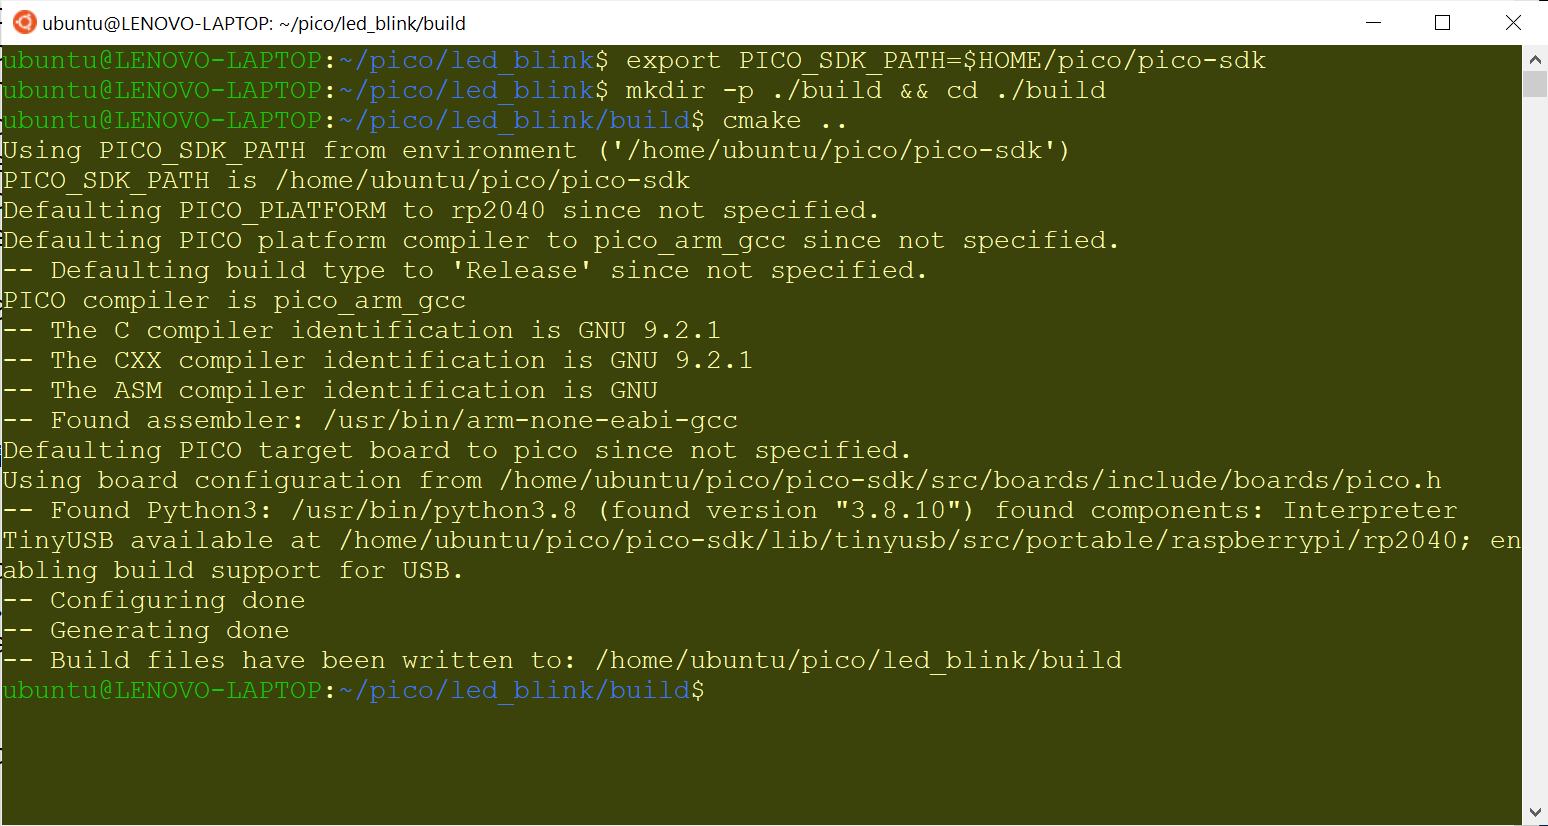 ubuntu@LENOVO-LAPTOP: ~/pico/led_blink/build
ubuntu@LENOVO-LAPTOP:~/pico/led_blink$ export PICO_SDK_PATH=$HOME/pico/pico-sdk
ubuntu@LENOVO-LAPTOP:~/pico/led_blink$ mkdir -p ./build && cd ./build
ubuntu@LENOVO-LAPTOP:~/pico/led_blink/build$ cmake ..
Using PICO_SDK_PATH from environment ('/home/ubuntu/pico/pico-sdk')
PICO_SDK_PATH is /home/ubuntu/pico/pico-sdk
Defaulting PICO_PLATFORM to rp2040 since not specified.
Defaulting PICO platform compiler to pico_arm_gcc since not specified.
-- Defaulting build type to 'Release' since not specified.
PICO compiler is pico_arm_gcc
-- The C compiler identification is GNU 9.2.1
-- The CXX compiler identification is GNU 9.2.1
-- The ASM compiler identification is GNU
-- Found assembler: /usr/bin/arm-none-eabi-gcc
Defaulting PICO target board to pico since not specified.
Using board configuration from /home/ubuntu/pico/pico-sdk/src/boards/include/boards/pico.h
-- Found Python3: /usr/bin/python3.8 (found version "3.8.10") found components: Interpreter
TinyUSB available at /home/ubuntu/pico/pico-sdk/lib/tinyusb/src/portable/raspberrypi/rp2040; en
abling build support for USB.
-- Configuring done
-- Generating done
-- Build files have been written to: /home/ubuntu/pico/led_blink/build
ubuntu@LENOVO-LAPTOP:~/pico/led_blink/build$